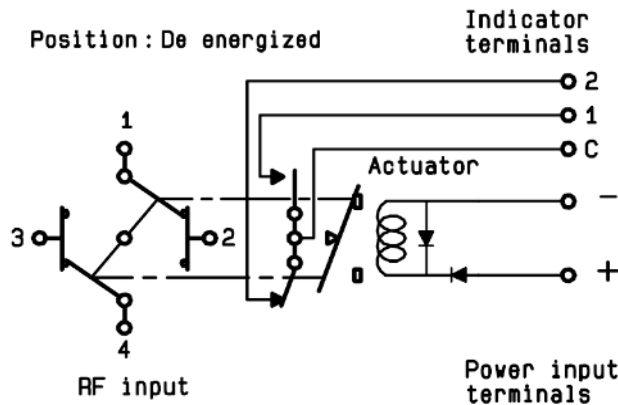 Position : De energized
Indicator
terminals
2
1
C
1
Actuator
-
3
2
+
4
RF input
Power input
terminals